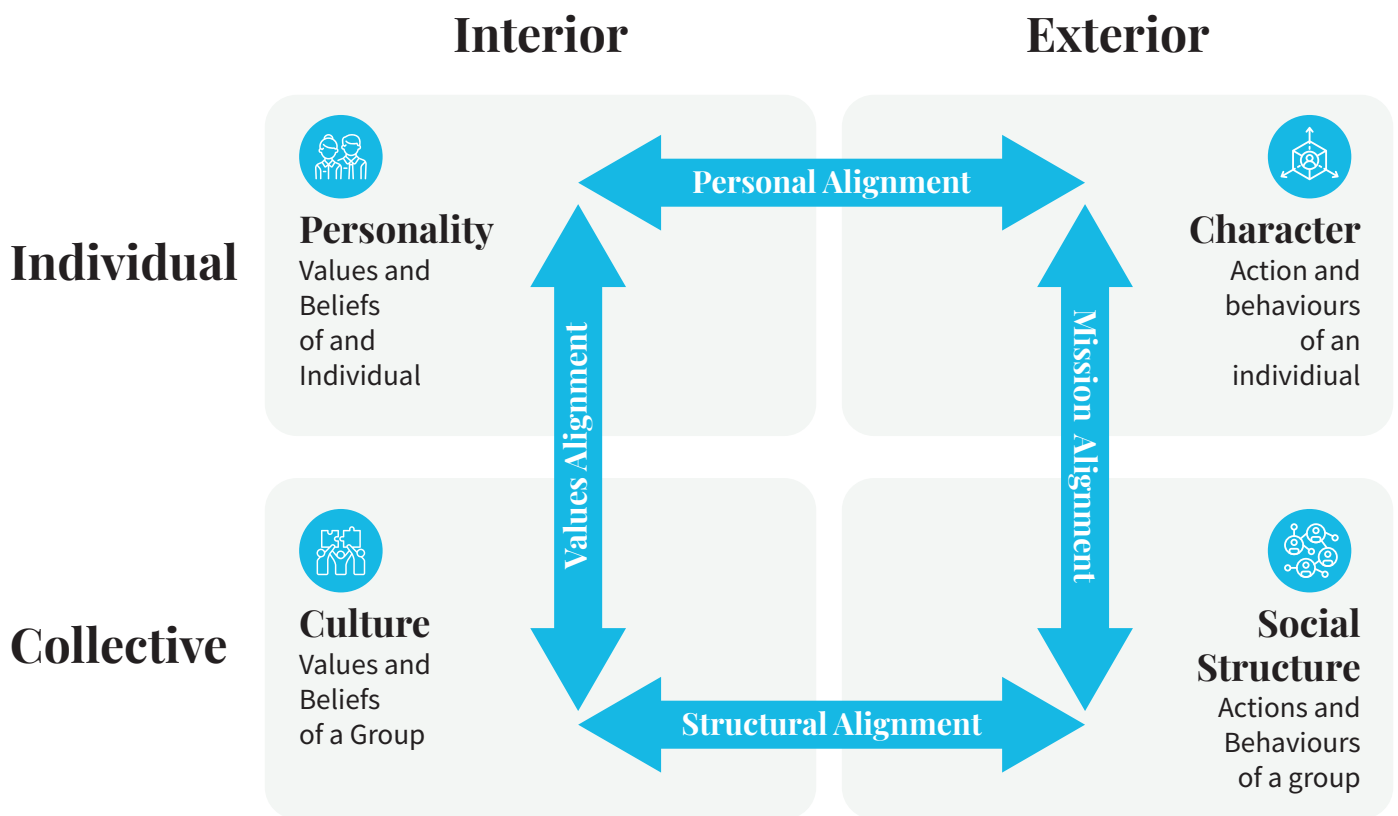 Interior
Exterior
Individual
Personality
Values and
Beliefs
of and
Individual
Personal Alignment
Character
Action and
behaviours
of an
individiual
Values Alignment
Mission Alignment
Collective
Culture
Values and
Beliefs
of a Group
Structural Alignment
Social
Structure
Actions and
Behaviours
of a group